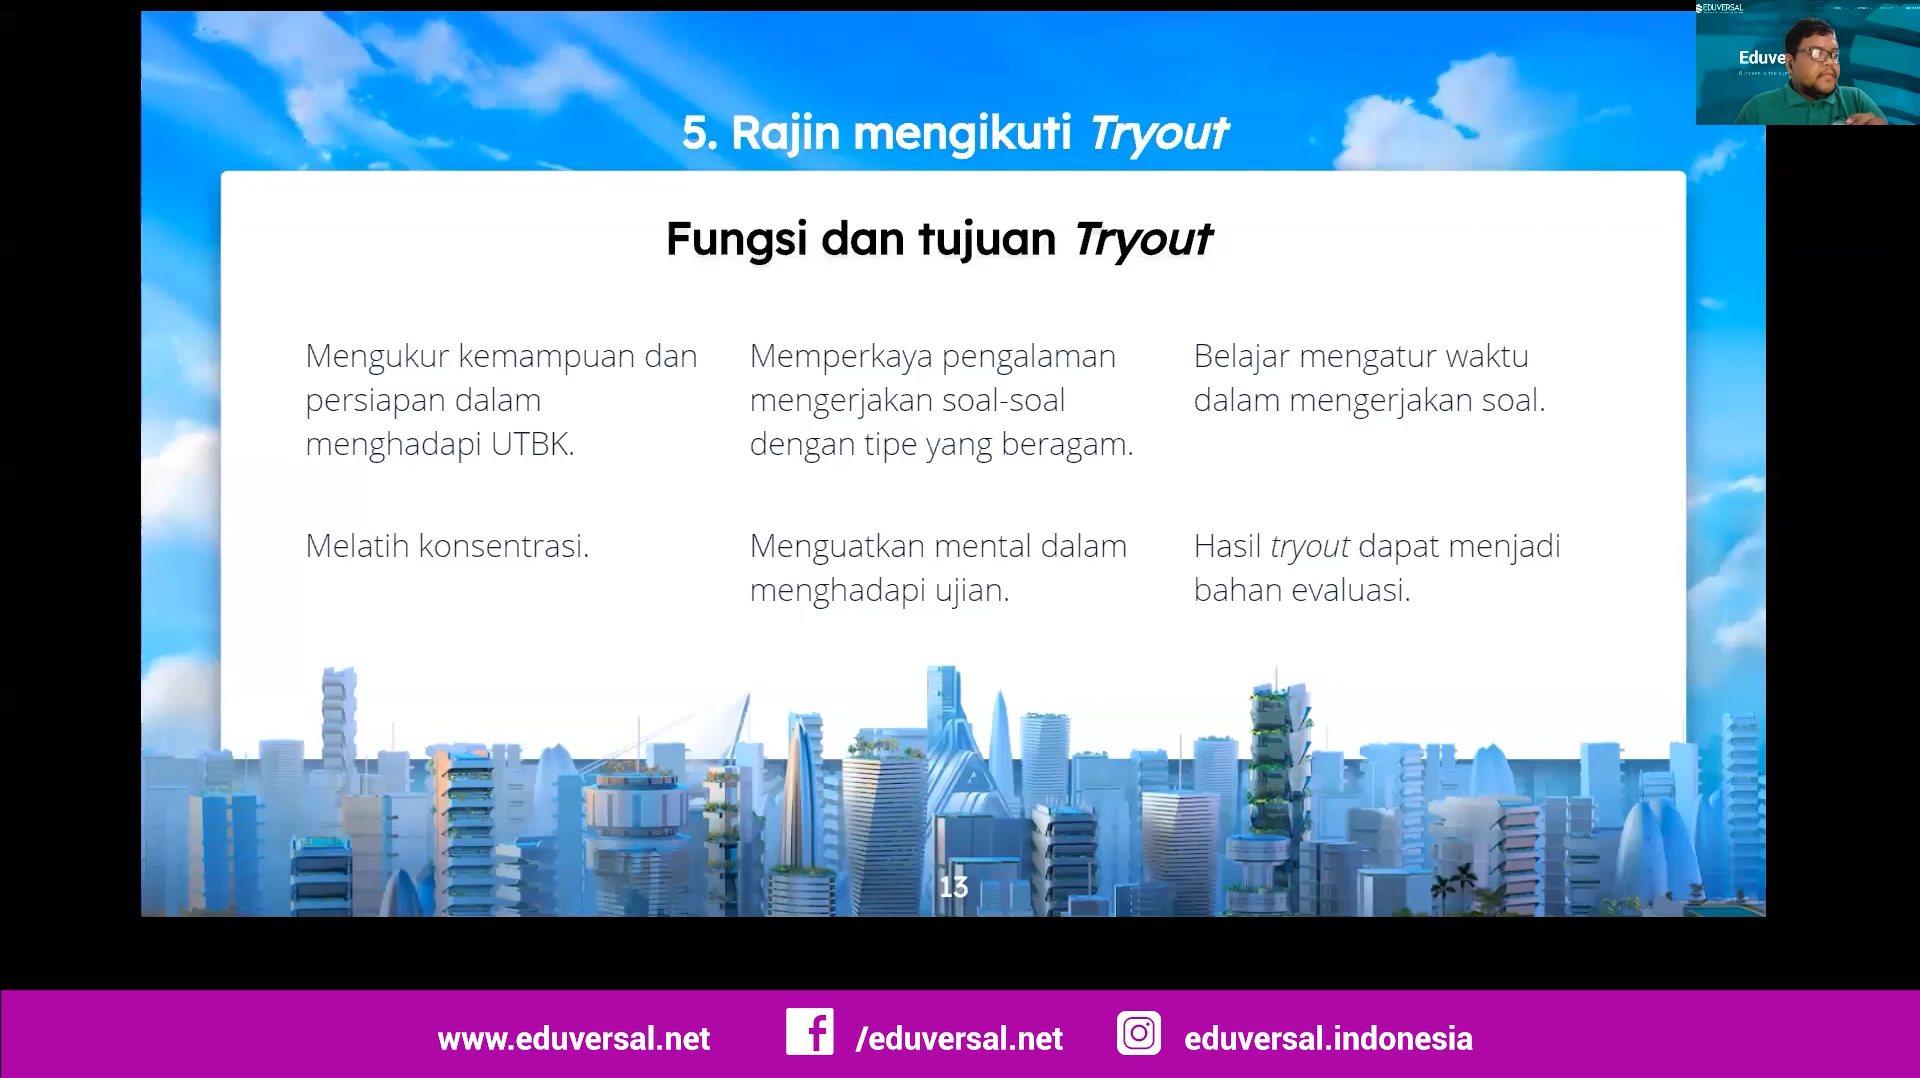 EDUVERSAL
Eduve
5. Rajin mengikuti Tryout
Fungsi dan tujuan Tryout
Mengukur kemampuan dan
persiapan dalam
menghadapi UTBK.
Memperkaya pengalaman
mengerjakan soal-soal
dengan tipe yang beragam.
Belajar mengatur waktu
dalam mengerjakan soal.
Melatih konsentrasi.
Menguatkan mental dalam
menghadapi ujian.
Hasil tryout dapat menjadi
bahan evaluasi.
13
www.eduversal.net
/eduversal.net
eduversal.indonesia